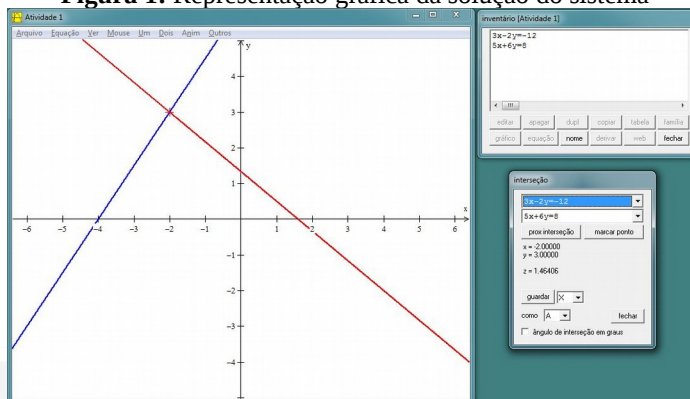 Figura 1: Representação gráfica da solução do sistema
Atividade 1
Arquivo Equação Ver Mouse Um Dois Anim Outros
y
x
4
3
2
1
-1
-2
-3
-4
-6 -5 -4 -3 -2 -1 1 2 3 4 5 6
inventário (Atividade 1)
3x-2y=-12
5x+6y=8
editar apagar dupl copiar tabela família
gráfico equação nome derivar web fechar
interseção
3x-2y=-12
5x+6y=8
prox interseção marcar ponto
x = -2.00000
y = 3.00000
z = 1.46406
guardar X
como A fechar
ângulo de interseção em graus